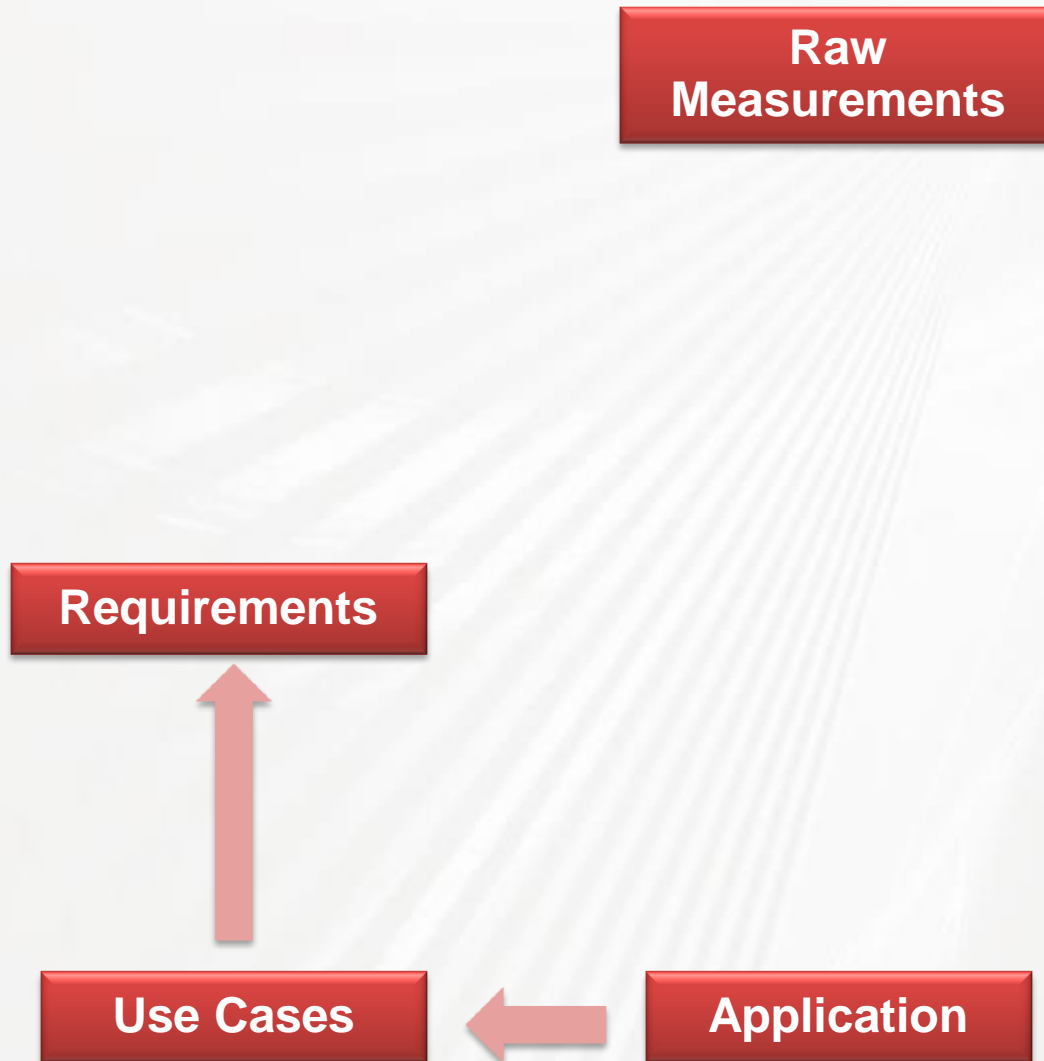 Raw
Measurements
Requirements
Use Cases
Application